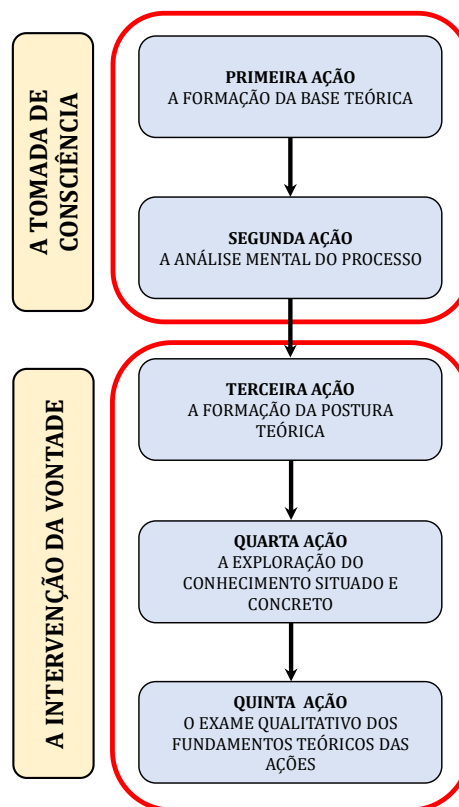 A TOMADA DE
CONSCIÊNCIA
PRIMEIRA AÇÃO
A FORMAÇÃO DA BASE TEÓRICA
SEGUNDA AÇÃO
A ANÁLISE MENTAL DO PROCESSO
A INTERVENÇÃO DA VONTADE
TERCEIRA AÇÃO
A FORMAÇÃO DA POSTURA
TEÓRICA
QUARTA AÇÃO
A EXPLORAÇÃO DO
CONHECIMENTO SITUADO E
CONCRETO
QUINTA AÇÃO
O EXAME QUALITATIVO DOS
FUNDAMENTOS TEÓRICOS DAS
AÇÕES